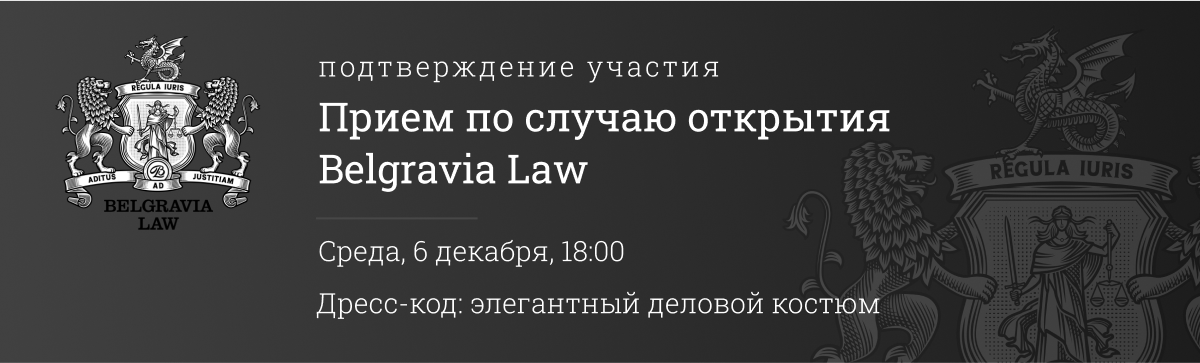 REGULA IURIS
ADITUS AD JUSTITIAM
B
BELGRAVIA
LAW
подтверждение участия
Прием по случаю открытия
Belgravia Law
Среда, 6 декабря, 18:00
Дресс-код: элегантный деловой костюм
REGULA IURIS